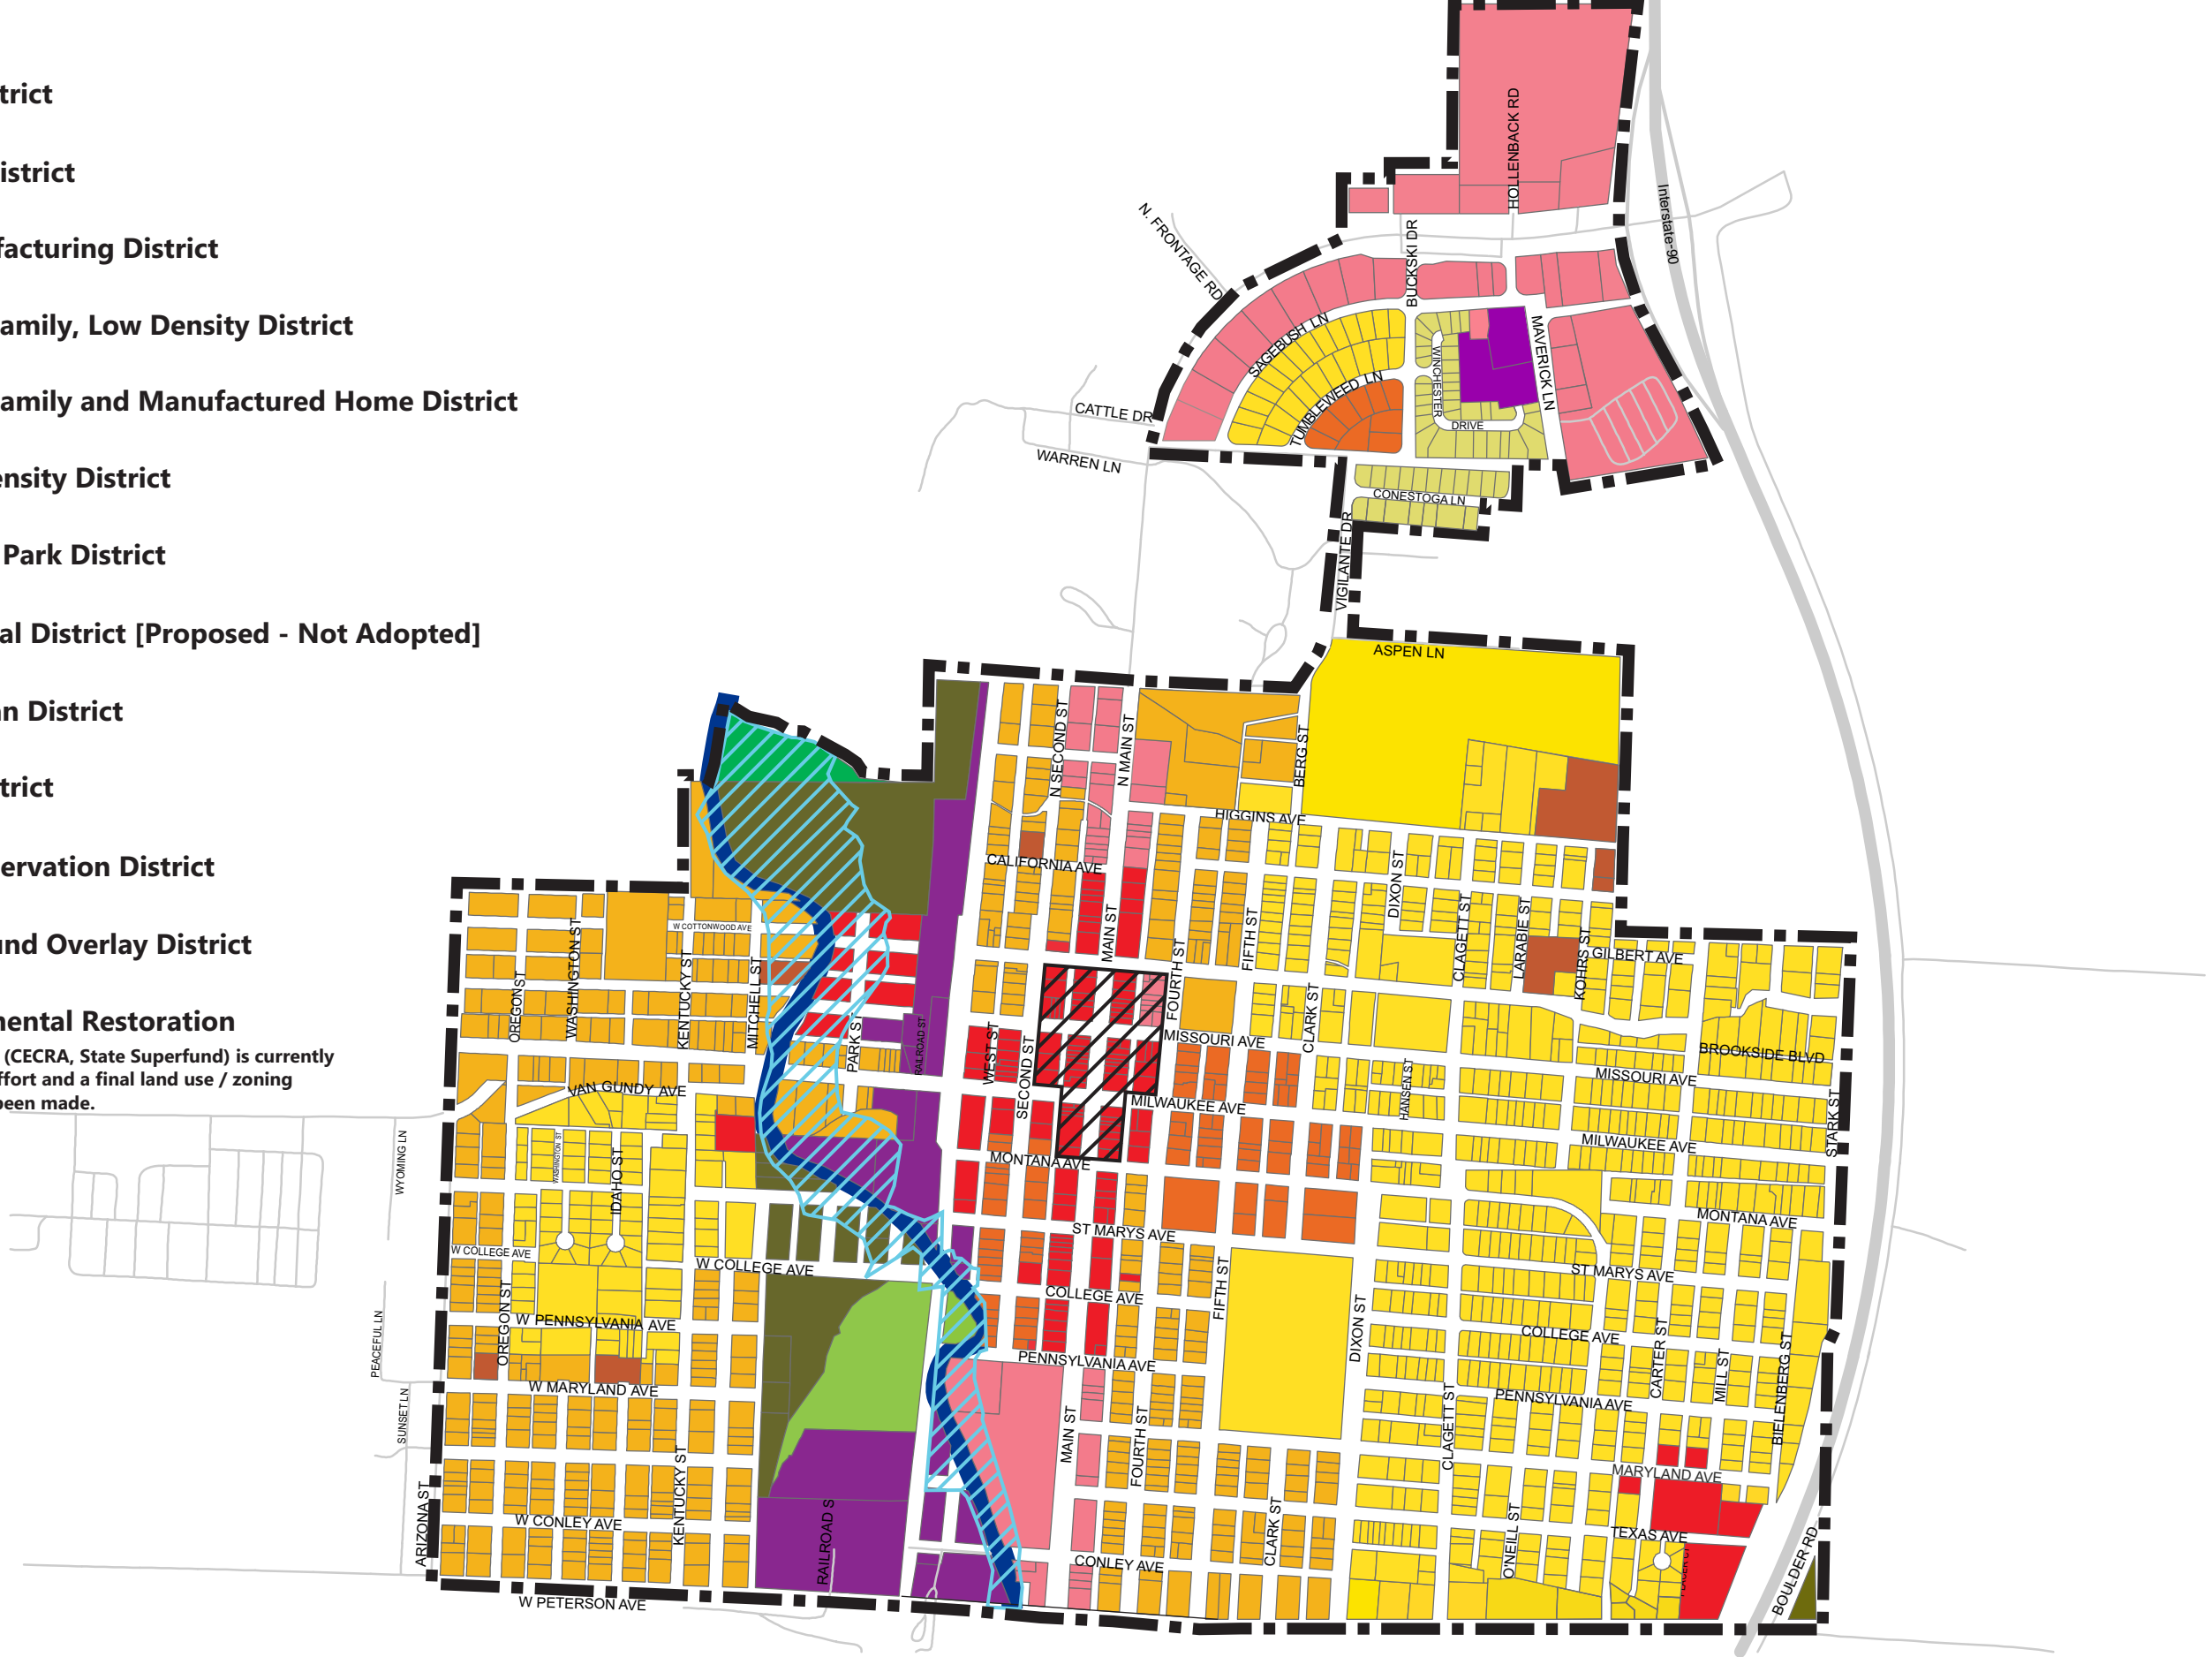 trict
istrict
facturing District
amily, Low Density District
amily and Manufactured Home District
ensity District
Park District
al District [Proposed - Not Adopted]
n District
trict
ervation District
und Overlay District
nental Restoration
(CECRA, State Superfund) is currently
ffort and a final land use / zoning
been made.
HOLLENBACK RD
Interstate-90
N. FRONTAGE RD
BUCKSKI DR
SAGEBUSH LN
MAVERICK LN
WINCHESTER
TUMBLEWEED LN
DRIVE
CATTLE DR
WARREN LN
CONESTOGA LN
VIGILANTE DR
ASPEN LN
N SECOND ST
N MAIN ST
BERG ST
HIGGINS AVE
CALIFORNIA AVE
DIXON ST
MAIN ST
FIFTH ST
CLAGETT ST
LARABIE ST
KOHRS ST
GILBERT AVE
W COTTONWOOD AVE
WASHINGTON ST
OREGON ST
KENTUCKY ST
MITCHELL ST
FOURTH ST
CLARK ST
PARK ST
RAILROAD ST
WEST ST
SECOND ST
MISSOURI AVE
BROOKSIDE BLVD
MISSOURI AVE
HANSEN ST
VAN GUNDY AVE
MILWAUKEE AVE
MILWAUKEE AVE
STARK ST
WYOMING LN
WASHINGTON ST
IDAHO ST
MONTANA AVE
MONTANA AVE
ST MARYS AVE
W COLLEGE AVE
W COLLEGE AVE
ST MARYS AVE
COLLEGE AVE
FIFTH ST
OREGON ST
W PENNSYLVANIA AVE
PEACEFUL LN
DIXON ST
COLLEGE AVE
CARTER ST
MILL ST
BIELENBERG ST
PENNSYLVANIA AVE
W MARYLAND AVE
SUNSET LN
PENNSYLVANIA AVE
CLAGETT ST
MAIN ST
FOURTH ST
KENTUCKY ST
MARYLAND AVE
ARIZONA ST
W CONLEY AVE
RAILROAD S
CLARK ST
O'NEILL ST
TEXAS AVE
CONLEY AVE
BOULDER RD
W PETERSON AVE